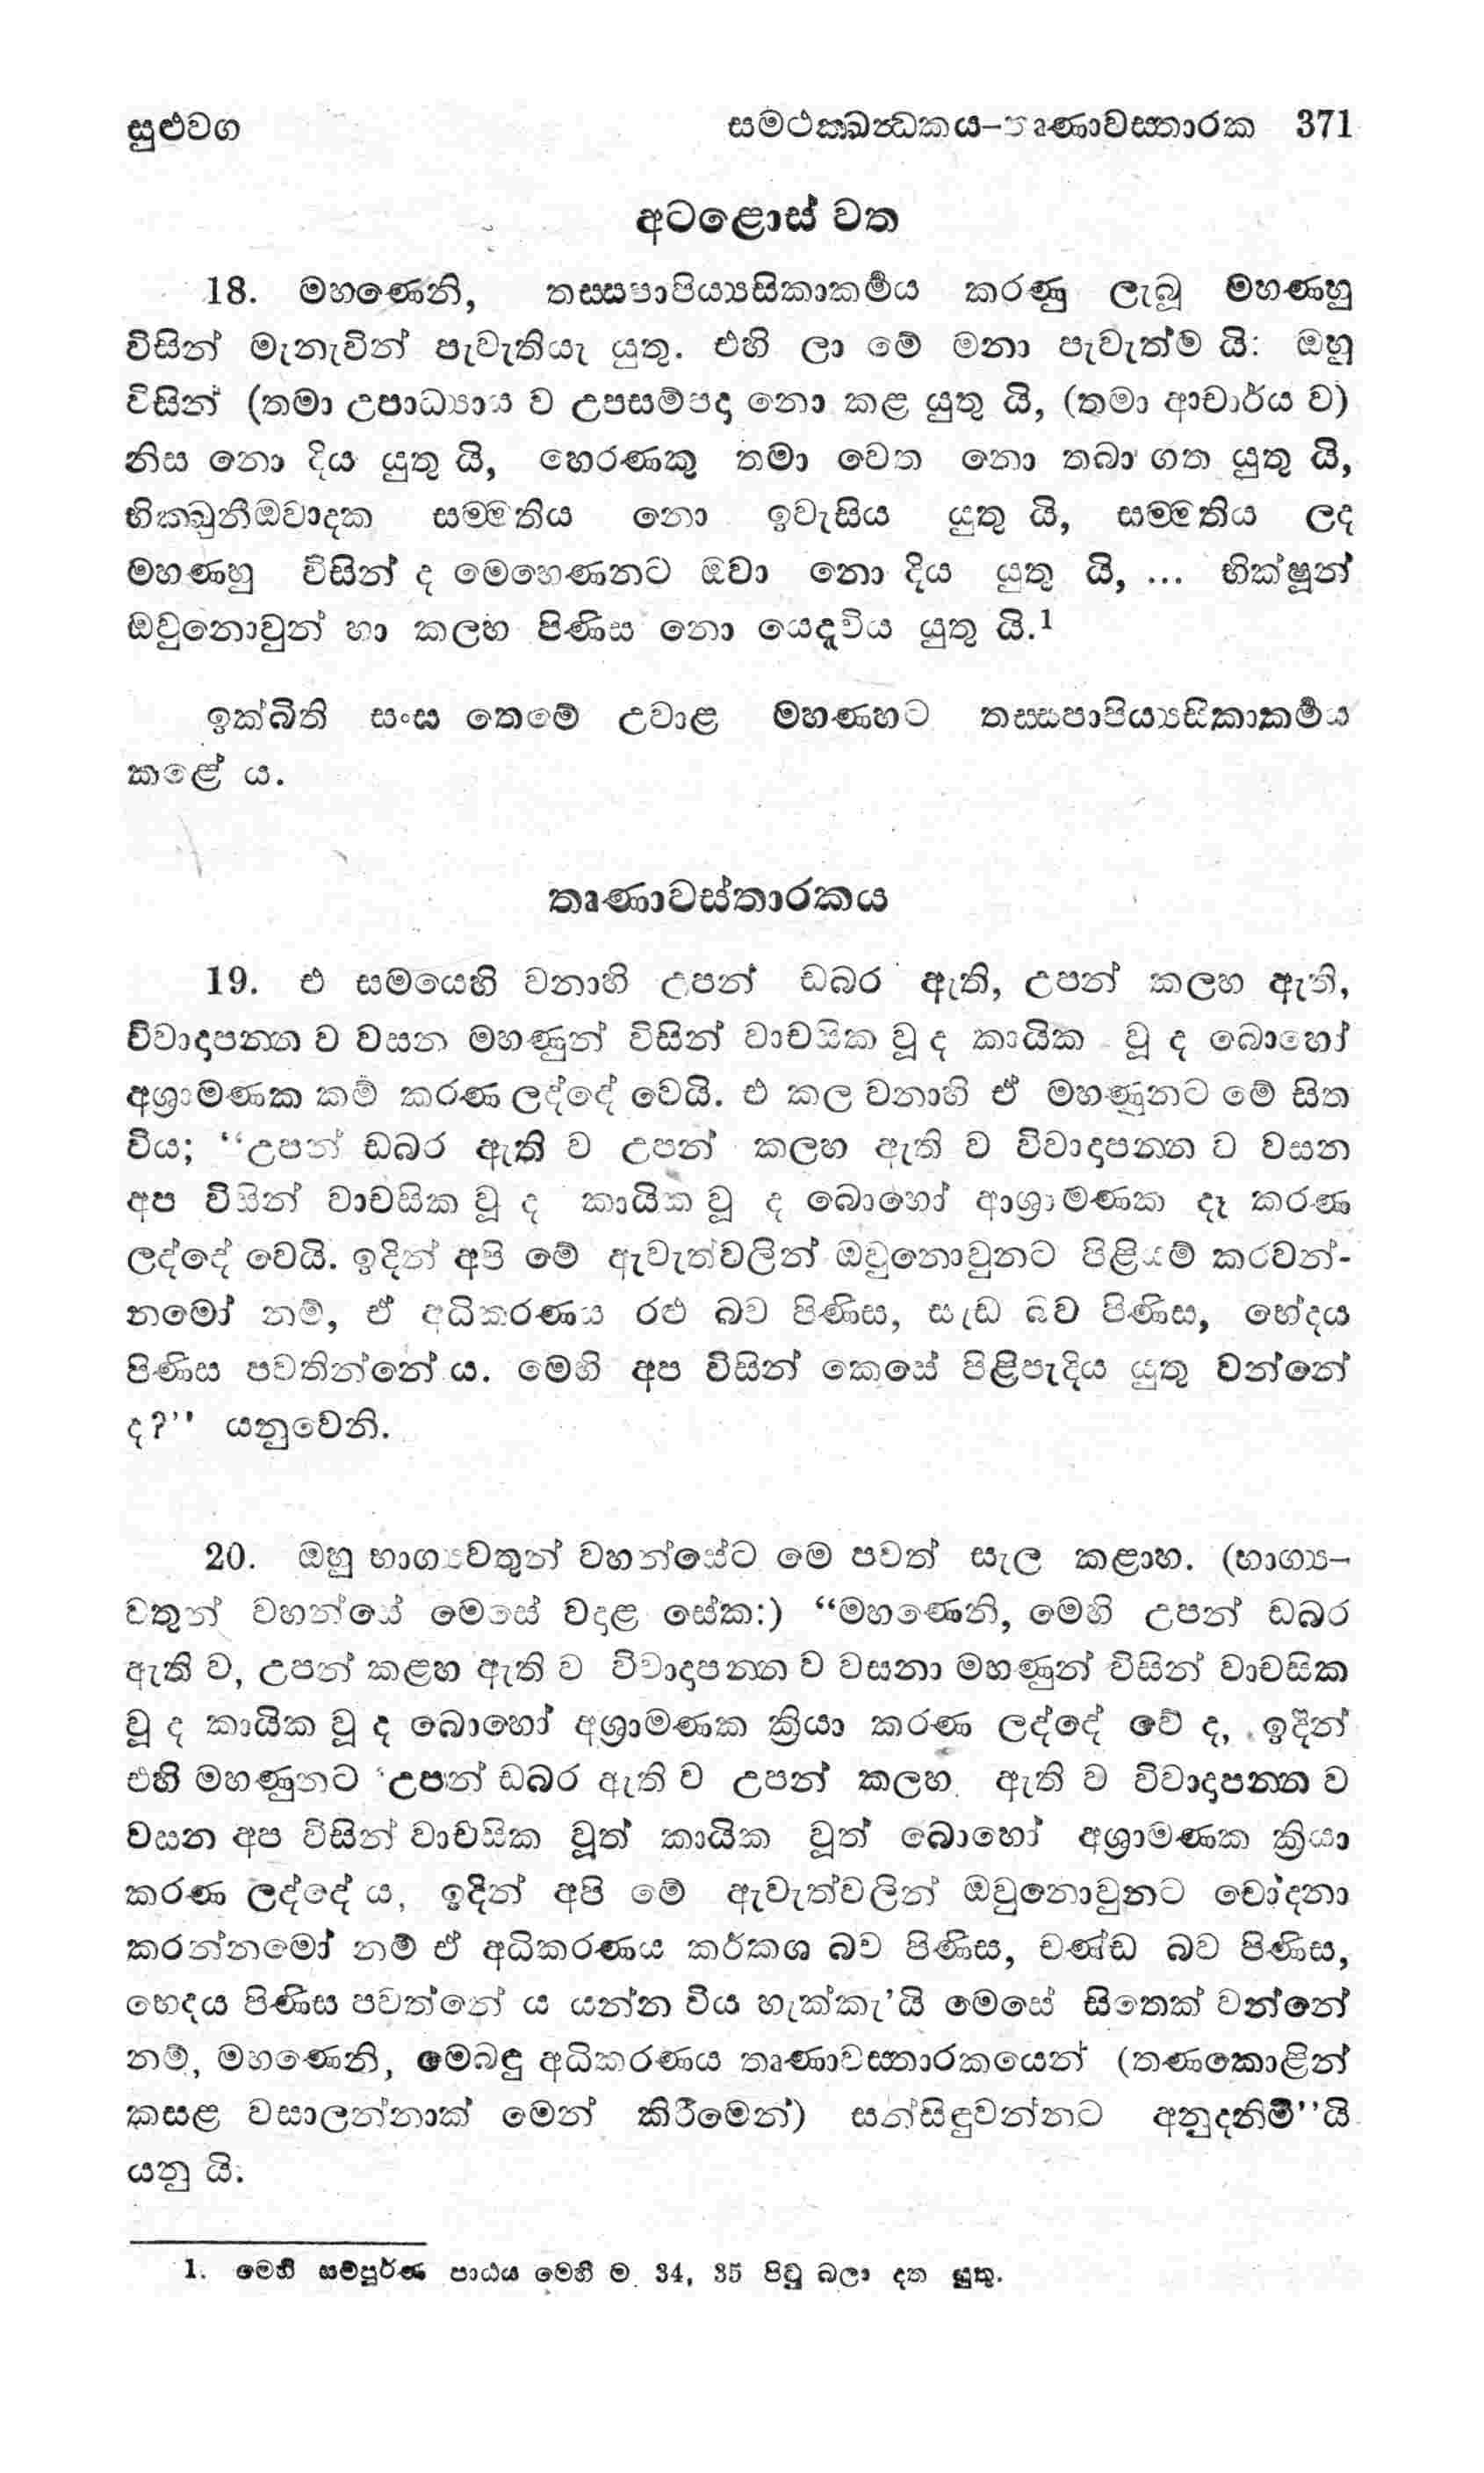 සුළුවග සමථක්ඛන්ධකය–තෘණාවස්තාරක 371
අටළොස් වත
18. මහණෙනි, තස්සපාපිය්‍යසිකාකර්‍මය කරණු ලැබූ මහණහු
විසින් මැනැවින් පැවැතියැ යුතු. එහි ලා මේ මනා පැවැත්ම යි: ඔහු
විසින් (තමා උපාධ්‍යාය ව උපසම්පදා නො කළ යුතු යි, (තමා ආචාර්ය ව)
නිස නො දිය යුතු යි, හෙරණකු තමා වෙත නො තබා ගත යුතු යි,
භික්ඛුනීඔවාදක සම්මතිය නො ඉවැසිය යුතු යි, සම්මතිය ලද
මහණහු විසින් ද මෙහෙණනට ඔවා නො දිය යුතු යි, ... භික්ෂූන්
ඔවුනොවුන් හා කලහ පිණිස නො යෙදැවිය යුතු යි.1
ඉක්බිති සංඝ තෙමේ උවාළ මහණහට තස්සපාපිය්‍යසිකාකර්‍මය
කළේ ය.
තෘණාවස්තාරකය
19. එ සමයෙහි වනාහි උපන් ඩබර ඇති, උපන් කලහ ඇති,
විවාදාපන්න ව වසන මහණුන් විසින් වාචසික වූ ද කායික වූ ද බොහෝ
අශ්‍රාමණක කම් කරණ ලද්දේ වෙයි. එ කල වනාහි ඒ මහණුනට මේ සිත
විය; “උපන් ඩබර ඇති ව උපන් කලහ ඇති ව විවාදාපන්න ව වසන
අප විසින් වාචසික වූ ද කායික වූ ද බොහෝ ආශ්‍රාමණක දෑ කරණ
ලද්දේ වෙයි. ඉදින් අපි මේ ඇවැත්වලින් ඔවුනොවුනට පිළියම් කරවන්-
නමෝ නම්, ඒ අධිකරණය රළු බව පිණිස, සැඩ බව පිණිස, භේදය
පිණිස පවතින්නේ ය. මෙහි අප විසින් කෙසේ පිළිපැදිය යුතු වන්නේ
ද?” යනුවෙනි.
20. ඔහු භාග්‍යවතුන් වහන්සේට මෙ පවත් සැල කළාහ. (භාග්‍ය–
වතුන් වහන්සේ මෙසේ වදාළ සේක:) “මහණෙනි, මෙහි උපන් ඩබර
ඇති ව, උපන් කළහ ඇති ව විවාදාපන්න ව වසනා මහණුන් විසින් වාචසික
වූ ද කායික වූ ද බොහෝ අශ්‍රාමණක ක්‍රියා කරණ ලද්දේ වේ ද, ඉදින්
එහි මහණුනට ‘උපන් ඩබර ඇති ව උපන් කලහ ඇති ව විවාදාපන්න ව
වසන අප විසින් වාචසික වූත් කායික වූත් බොහෝ අශ්‍රාමණක ක්‍රියා
කරණ ලද්දේ ය, ඉදින් අපි මේ ඇවැත්වලින් ඔවුනොවුනට චෝදනා
කරන්නමෝ නම් ඒ අධිකරණය කර්කශ බව පිණිස, චණ්ඩ බව පිණිස,
භෙදය පිණිස පවත්නේ ය යන්න විය හැක්කැ’යි මෙසේ සිතෙක් වන්නේ
නම්, මහණෙනි, මෙබඳු අධිකරණය තෘණාවස්තාරකයෙන් (තණකොළින්
කසළ වසාලන්නාක් මෙන් කිරීමෙන්) සන්සිඳුවන්නට අනුදනිමි”යි
යනු යි.
1. මෙහි සම්පූර්ණ පාඨය මෙහි ම 34, 35 පිටු බලා දත යුතු.